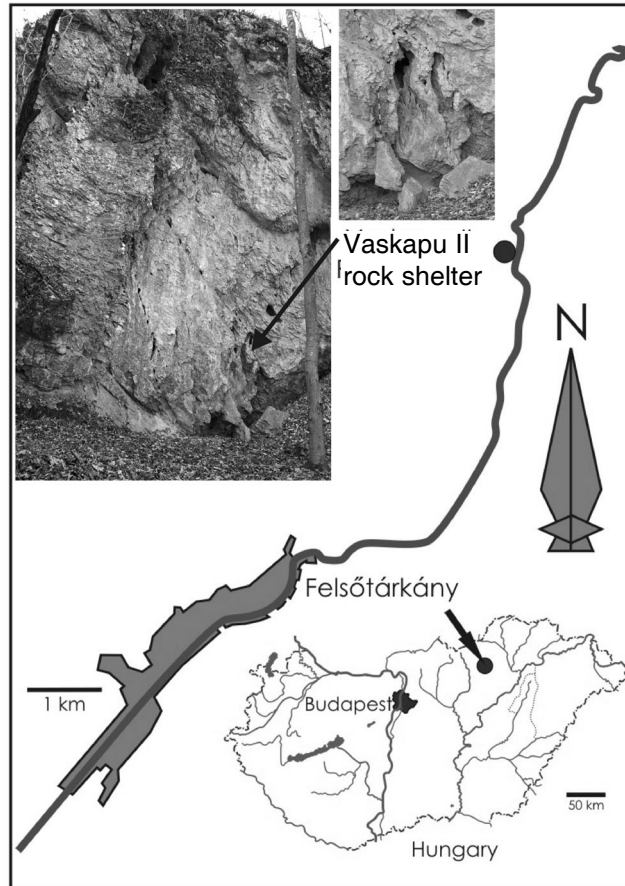 Vaskapu II
rock shelter
N
Felsőtárkány
1 km
Budapest
50 km
Hungary